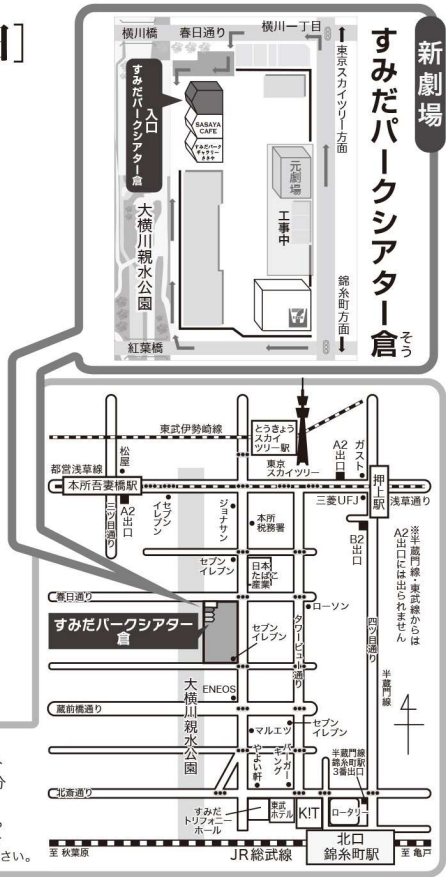 新劇場
すみだパークシアター倉
そう
横川橋
春日通り
横川一丁目
東京スカイツリー方面
入口
すみだパークシアター倉
SASAYA
CAFE
すみだパーク
ギャラリー
ささや
元劇場
工事中
大横川親水公園
錦糸町方面
7
紅葉橋
東武伊勢崎線
とうきょう
スカイ
ツリー駅
東京
スカイツリー
A2
出口
ガスト
押上駅
松屋
都営浅草線
本所吾妻橋駅
浅草通り
A2
出口
三ツ目通り
セブン
イレブン
ジョナサン
本所
税務署
三菱UFJ
B2
出口
※半蔵門線・東武線からは
A2出口には出られません
セブン
イレブン
日本
たばこ
産業
春日通り
ローソン
すみだパークシアター
倉
セブン
イレブン
タワービュー通り
四ツ目通り
半蔵門線
大横川親水公園
ENEOS
蔵前橋通り
マルエツ
セブン
イレブン
バーガー
キング
やよい軒
半蔵門線
錦糸町駅
3番出口
北斎通り
すみだ
トリフォニー
ホール
東武
ホテル
K!T
ロータリー
北口
錦糸町駅
至 秋葉原
JR総武線
至 亀戸
分
さい。